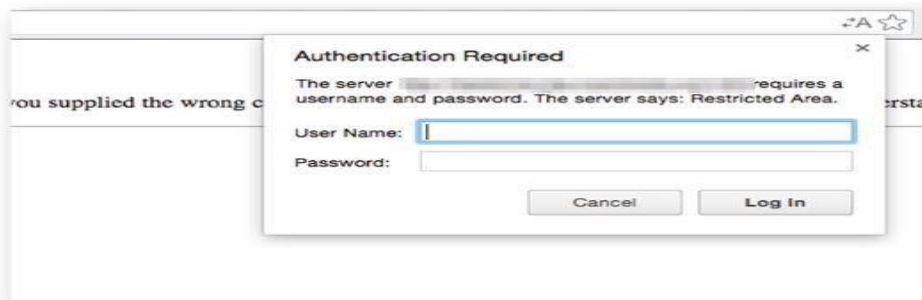 Authentication Required
The server requires a
username and password. The server says: Restricted Area.
you supplied the wrong c
ersta
User Name:
Password:
Cancel
Log In